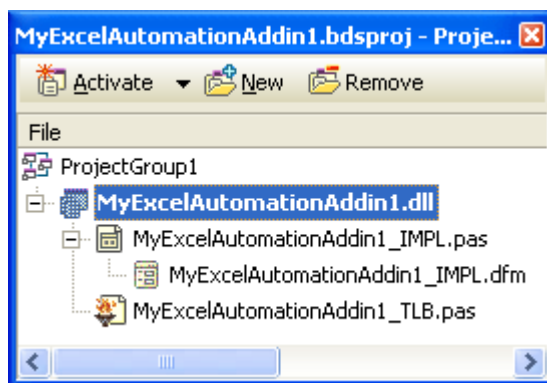 MyExcelAutomationAddin1.bdsproj - Proje...
Activate New Remove
File
ProjectGroup1
MyExcelAutomationAddin1.dll
MyExcelAutomationAddin1_IMPL.pas
MyExcelAutomationAddin1_IMPL.dfm
MyExcelAutomationAddin1_TLB.pas